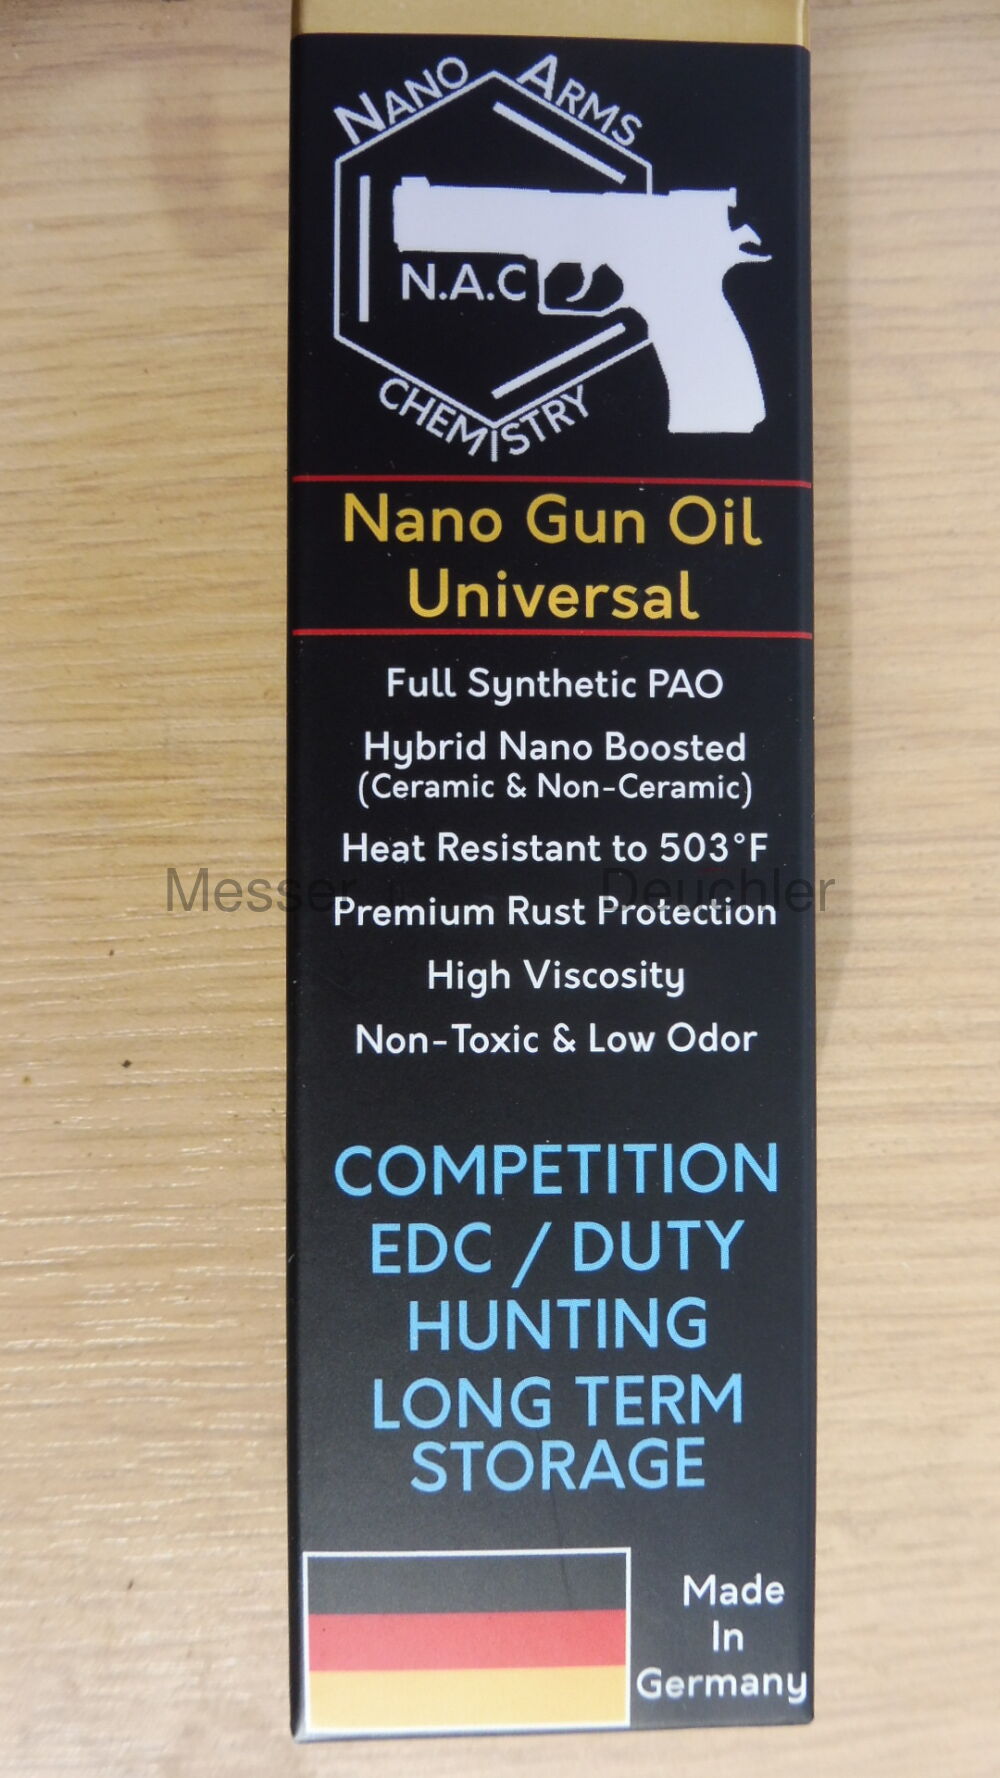 NANO ARMS
N.A.C
CHEMISTRY
Nano Gun Oil
Universal
Full Synthetic PAO
Hybrid Nano Boosted
(Ceramic & Non-Ceramic)
Heat Resistant to 503°F
Messer Deuchler
Premium Rust Protection
High Viscosity
Non-Toxic & Low Odor
COMPETITION
EDC / DUTY
HUNTING
LONG TERM
STORAGE
Made
In
Germany